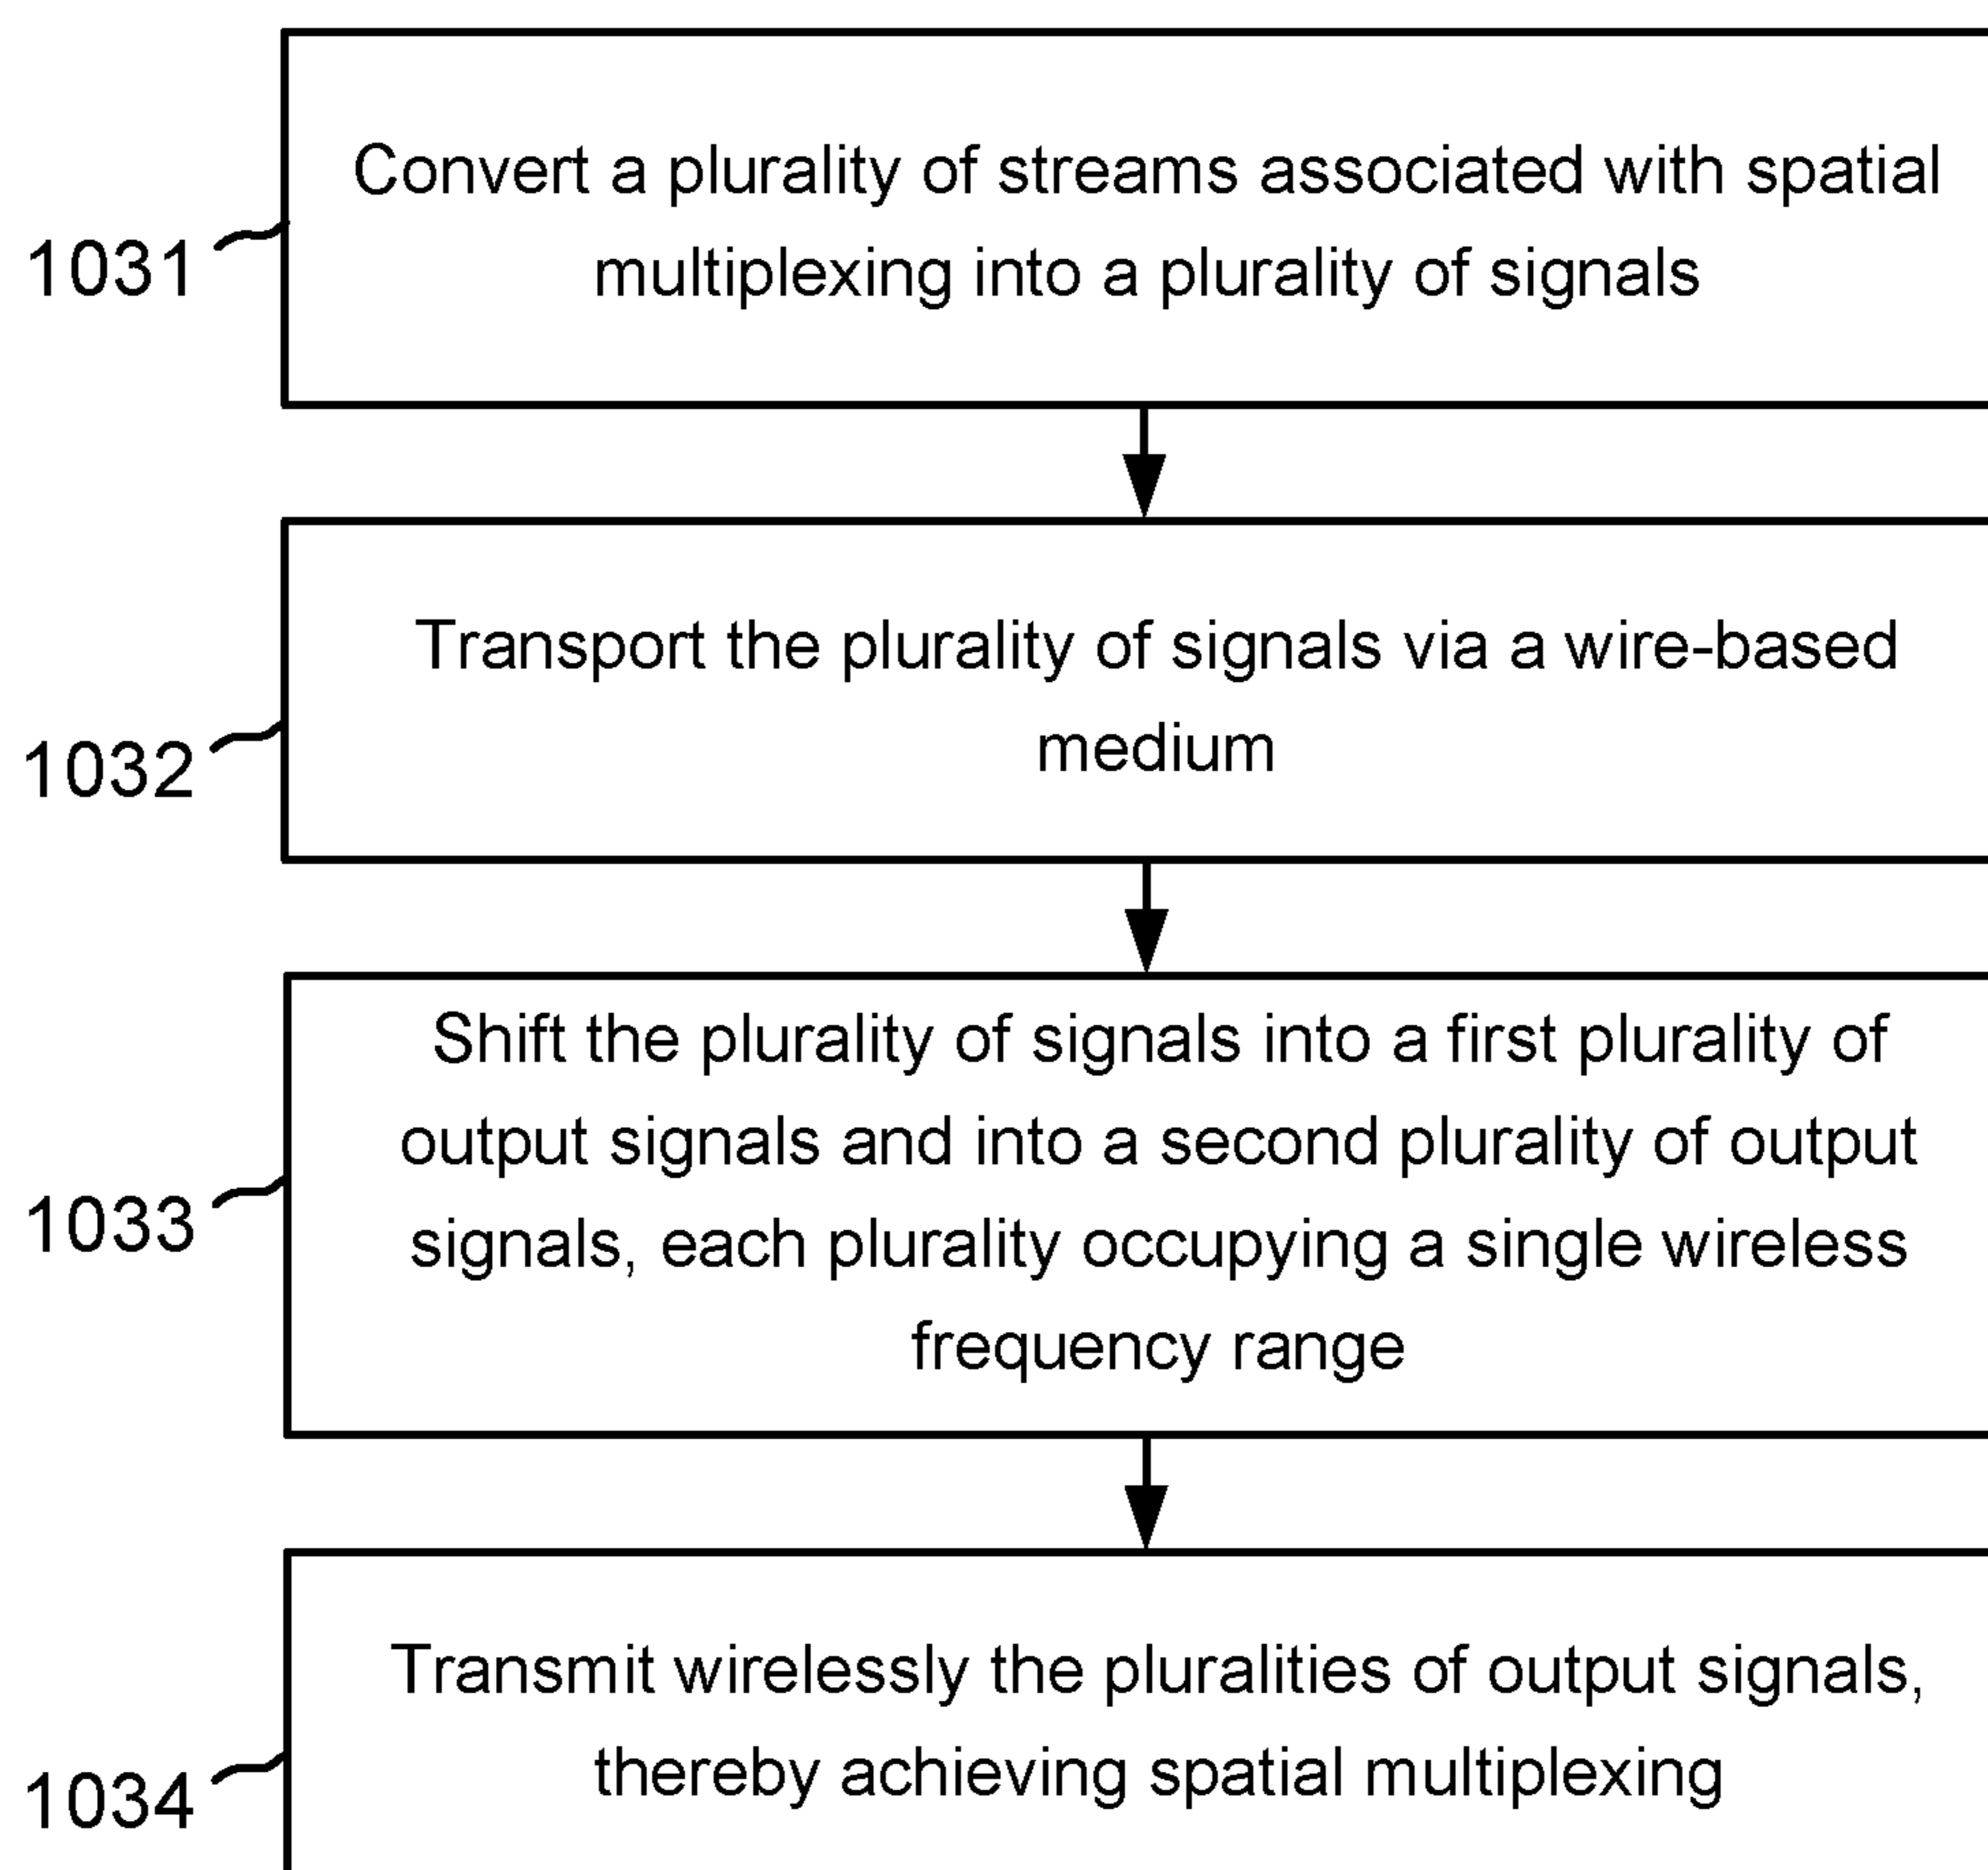 Convert a plurality of streams associated with spatial
multiplexing into a plurality of signals
1031
Transport the plurality of signals via a wire-based
medium
1032
Shift the plurality of signals into a first plurality of
output signals and into a second plurality of output
signals, each plurality occupying a single wireless
frequency range
1033
Transmit wirelessly the pluralities of output signals,
thereby achieving spatial multiplexing
1034